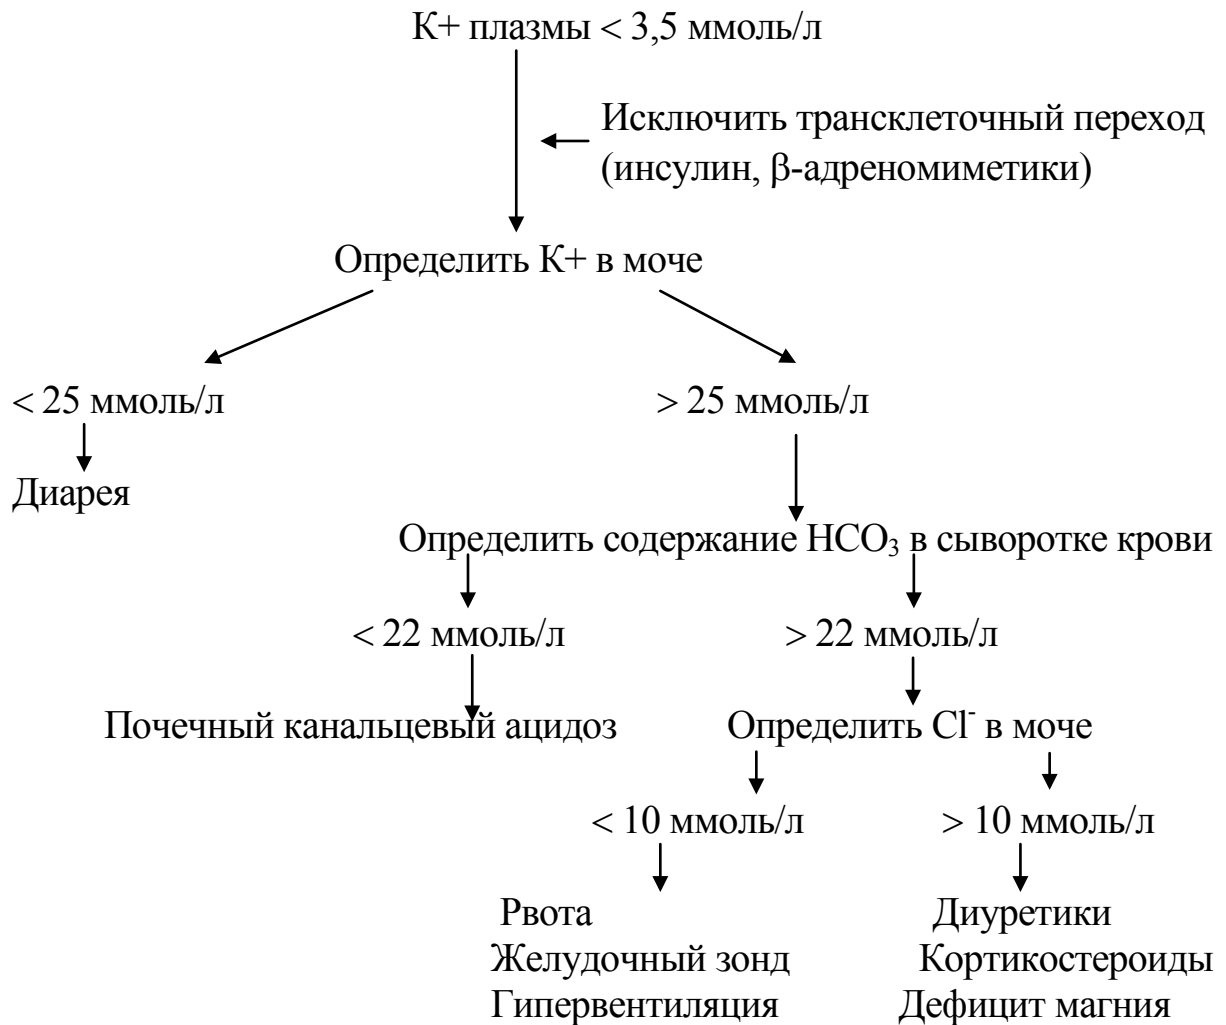 К+ плазмы < 3,5 ммоль/л
Исключить трансклеточный переход
(инсулин, β-адреномиметики)
Определить К+ в моче
< 25 ммоль/л
> 25 ммоль/л
Диарея
Определить содержание HCO₃ в сыворотке крови
< 22 ммоль/л
> 22 ммоль/л
Почечный канальцевый ацидоз
Определить Cl⁻ в моче
< 10 ммоль/л
> 10 ммоль/л
Рвота
Желудочный зонд
Гипервентиляция
Диуретики
Кортикостероиды
Дефицит магния